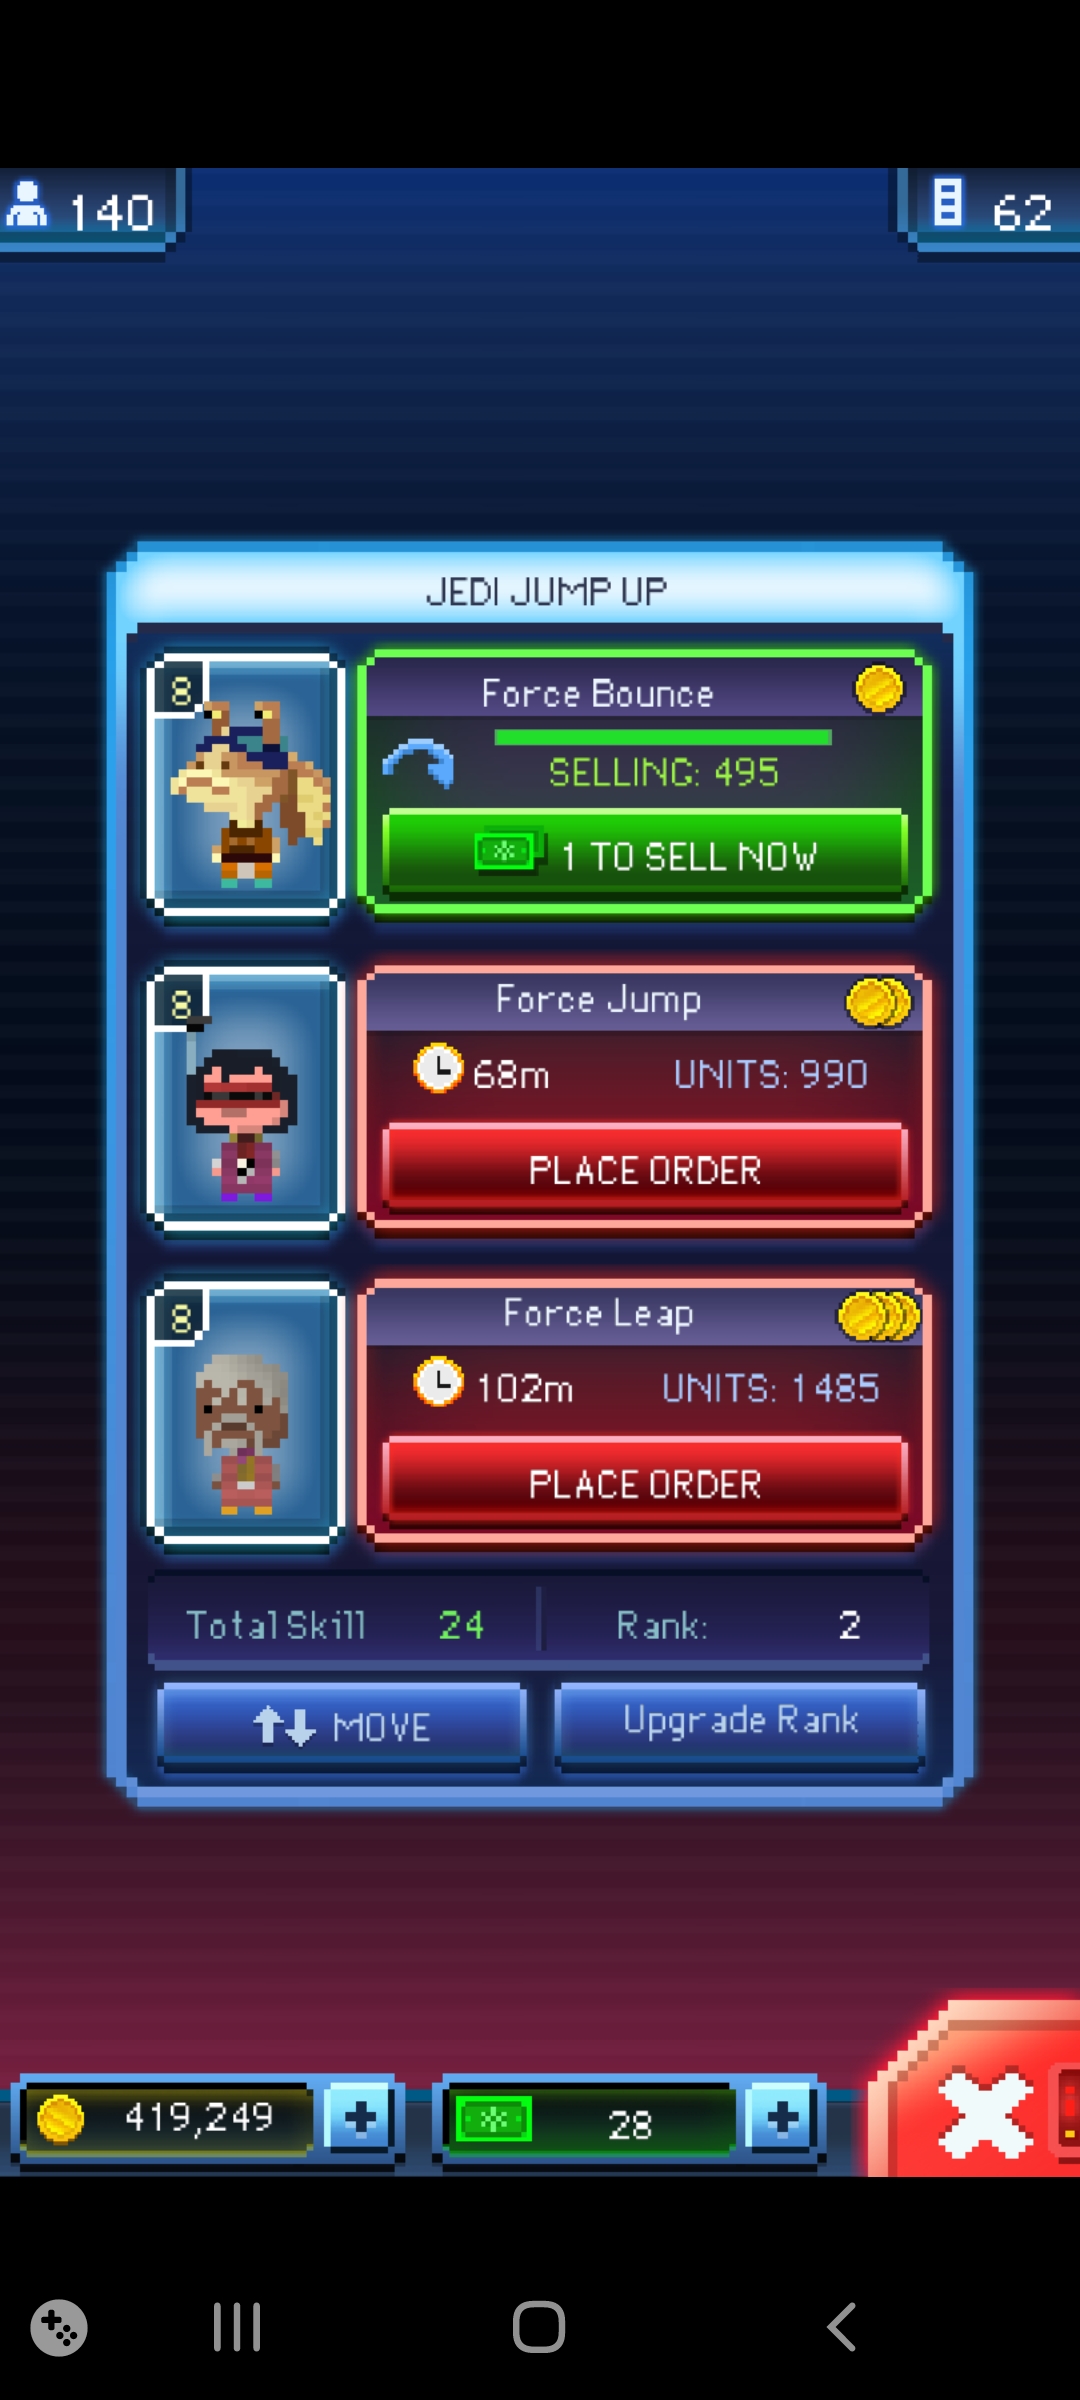 140
62
JEDI JUMP UP
8
Force Bounce
SELLING: 495
1 TO SELL NOW
8
Force Jump
68m UNITS: 990
PLACE ORDER
8
Force Leap
102m UNITS: 1485
PLACE ORDER
Total Skill 24 Rank: 2
MOVE Upgrade Rank
419,249 28